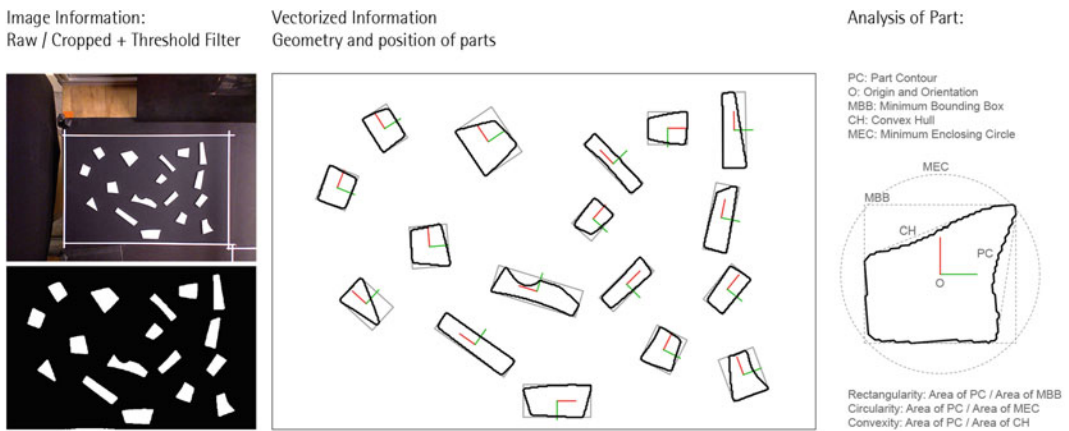 Image Information:
Raw / Cropped + Threshold Filter
Vectorized Information
Geometry and position of parts
Analysis of Part:
PC: Part Contour
O: Origin and Orientation
MBB: Minimum Bounding Box
CH: Convex Hull
MEC: Minimum Enclosing Circle
MEC
MBB
CH
PC
O
Rectangularity: Area of PC / Area of MBB
Circularity: Area of PC / Area of MEC
Convexity: Area of PC / Area of CH